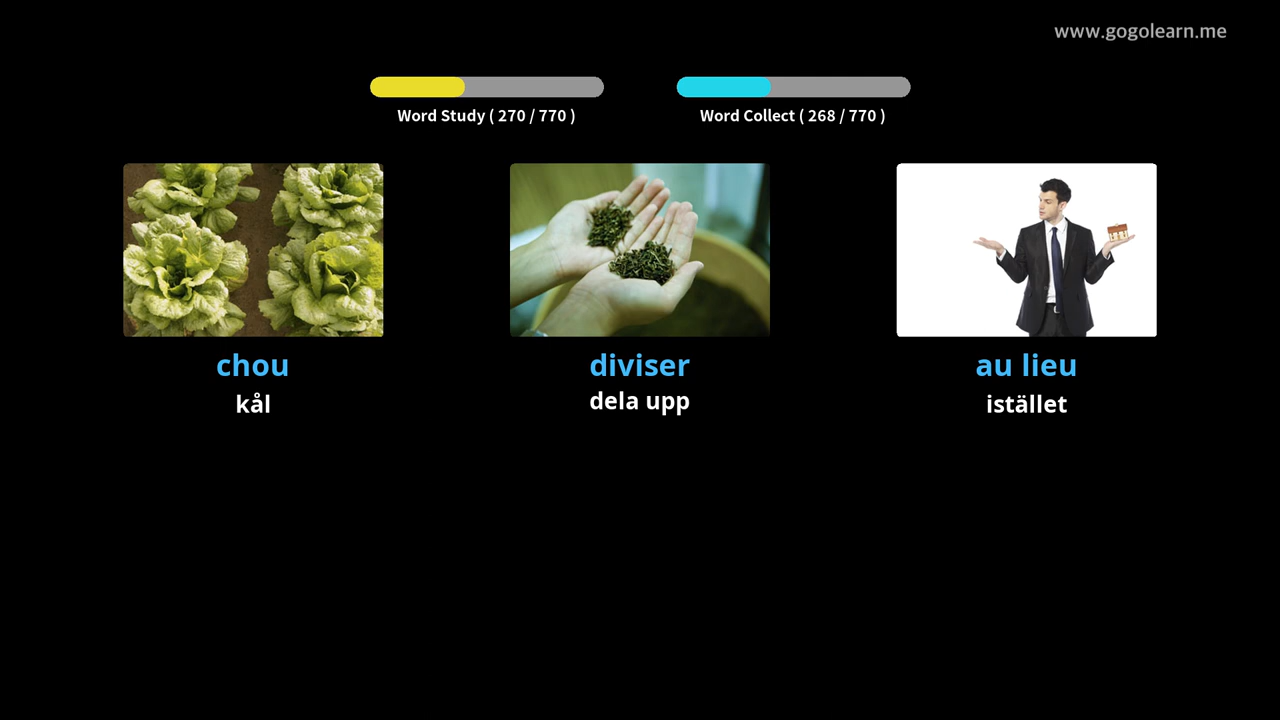 www.gogolearn.me
Word Study ( 270 / 770 )
Word Collect ( 268 / 770 )
chou
diviser
au lieu
kål
dela upp
istället